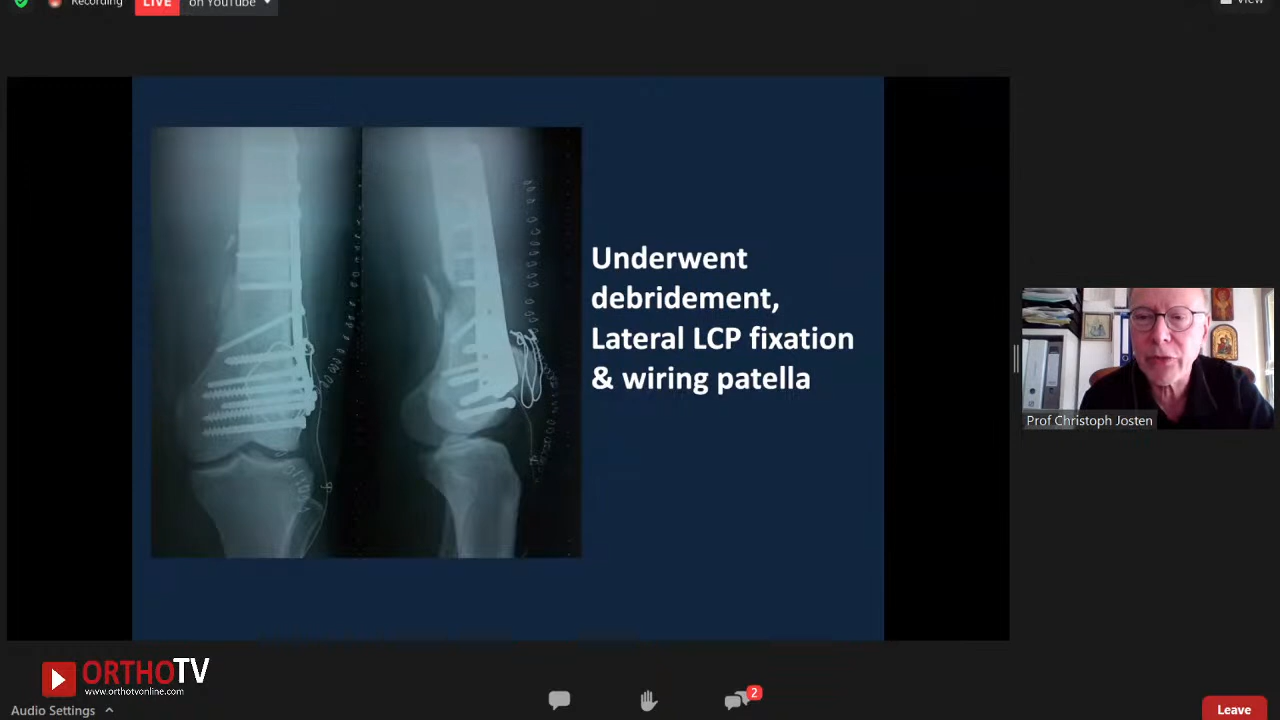 Recording
LIVE
on YouTube
View
Underwent
debridement,
Lateral LCP fixation
& wiring patella
Prof Christoph Josten
ORTHOTV
www.orthotvonline.com
2
Audio Settings
Leave